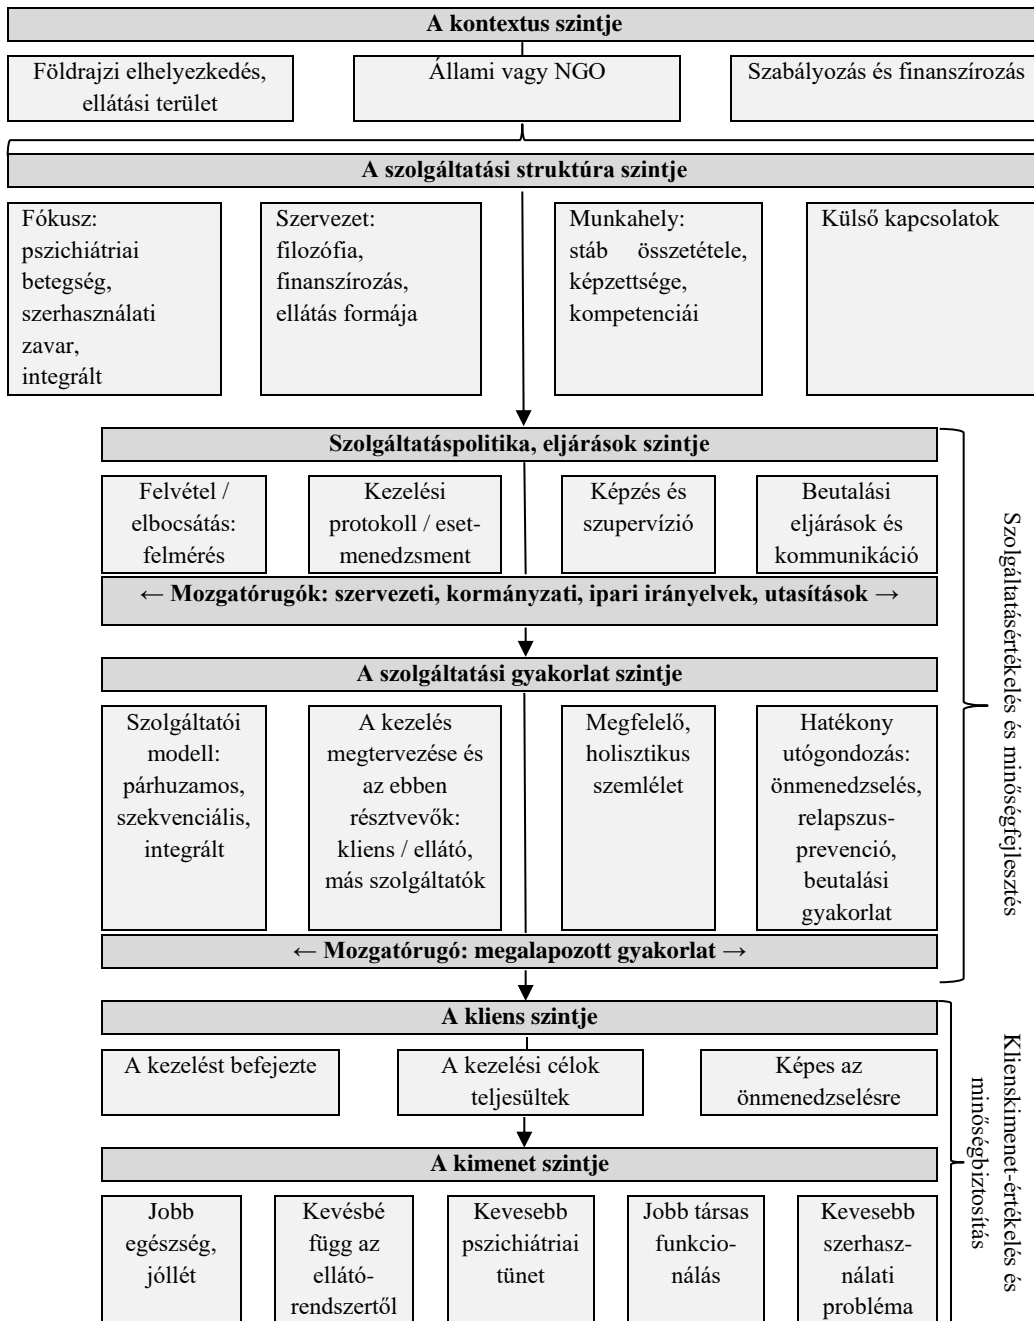 A kontextus szintje
Földrajzi elhelyezkedés,
ellátási terület
Állami vagy NGO
Szabályozás és finanszírozás
A szolgáltatási struktúra szintje
Fókusz:
pszichiátriai
betegség,
szerhasználati
zavar,
integrált
Szervezet:
filozófia,
finanszírozás,
ellátás formája
Munkahely:
stáb összetétele,
képzettsége,
kompetenciái
Külső kapcsolatok
Szolgáltatáspolitika, eljárások szintje
Felvétel /
elbocsátás:
felmérés
Kezelési
protokoll / eset-
menedzsment
Képzés és
szupervízió
Beutalási
eljárások és
kommunikáció
← Mozgatórugók: szervezeti, kormányzati, ipari irányelvek, utasítások →
A szolgáltatási gyakorlat szintje
Szolgáltatói
modell:
párhuzamos,
szekvenciális,
integrált
A kezelés
megtervezése és
az ebben
résztvevők:
kliens / ellátó,
más szolgáltatók
Megfelelő,
holisztikus
szemlélet
Hatékony
utógondozás:
önmenedzselés,
relapszus-
prevenció,
beutalási
gyakorlat
← Mozgatórugó: megalapozott gyakorlat →
Szolgáltatásértékelés és minőségfejlesztés
A kliens szintje
A kezelést befejezte
A kezelési célok
teljesültek
Képes az
önmenedzselésre
A kimenet szintje
Jobb
egészség,
jóllét
Kevésbé
függ az
ellátó-
rendszertől
Kevesebb
pszichiátriai
tünet
Jobb társas
funkcio-
nálás
Kevesebb
szerhasz-
nálati
probléma
Klienskimenet-értékelés és
minőségbiztosítás